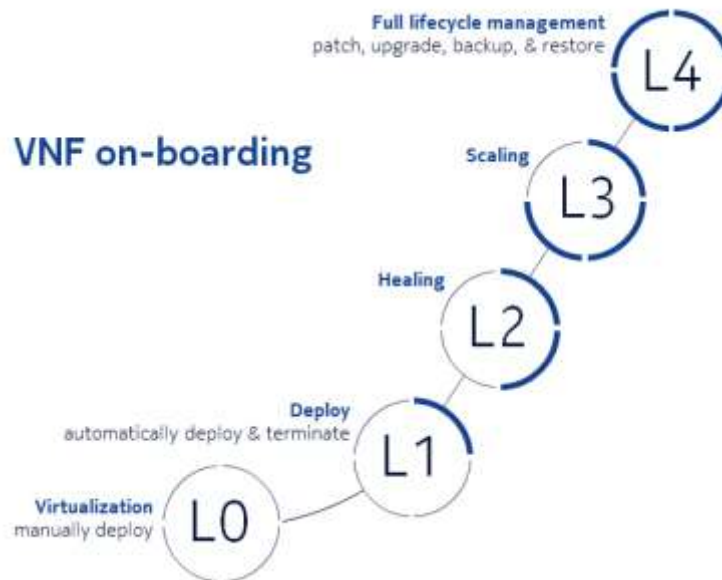 Full lifecycle management
patch, upgrade, backup, & restore
L4
VNF on-boarding
Scaling
L3
Healing
L2
Deploy
automatically deploy & terminate
L1
Virtualization
manually deploy
L0